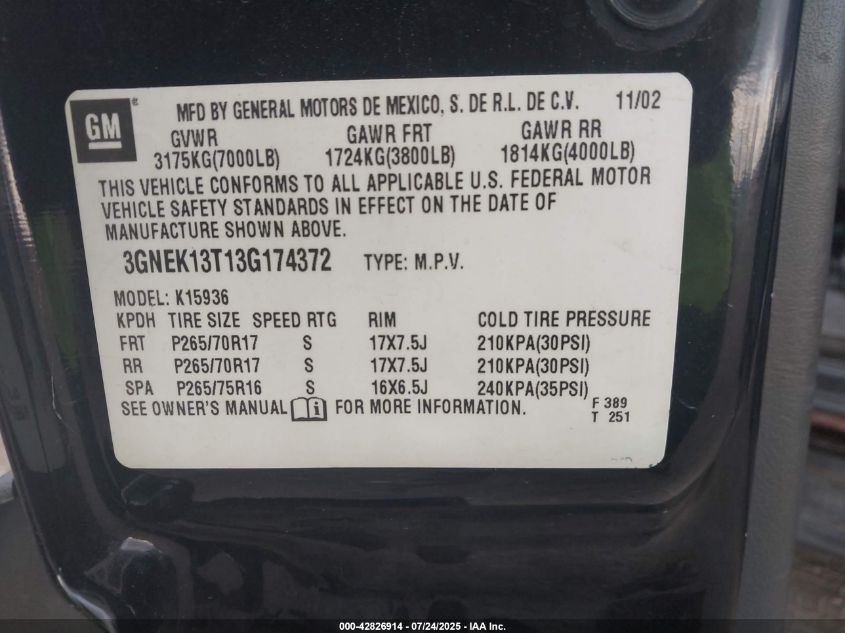 GM ®
MFD BY GENERAL MOTORS DE MEXICO, S. DE R.L. DE C.V. 11/02
GVWR GAWR FRT GAWR RR
3175KG(7000LB) 1724KG(3800LB) 1814KG(4000LB)
THIS VEHICLE CONFORMS TO ALL APPLICABLE U.S. FEDERAL MOTOR
VEHICLE SAFETY STANDARDS IN EFFECT ON THE DATE OF
MANUFACTURE SHOWN ABOVE.
3GNEK13T13G174372 TYPE: M.P.V.
MODEL: K15936
KPDH TIRE SIZE SPEED RTG RIM COLD TIRE PRESSURE
FRT P265/70R17 S 17X7.5J 210KPA(30PSI)
RR P265/70R17 S 17X7.5J 210KPA(30PSI)
SPA P265/75R16 S 16X6.5J 240KPA(35PSI)
SEE OWNER'S MANUAL i FOR MORE INFORMATION.
F 389
T 251
000-42826914 - 07/24/2025 - IAA Inc.